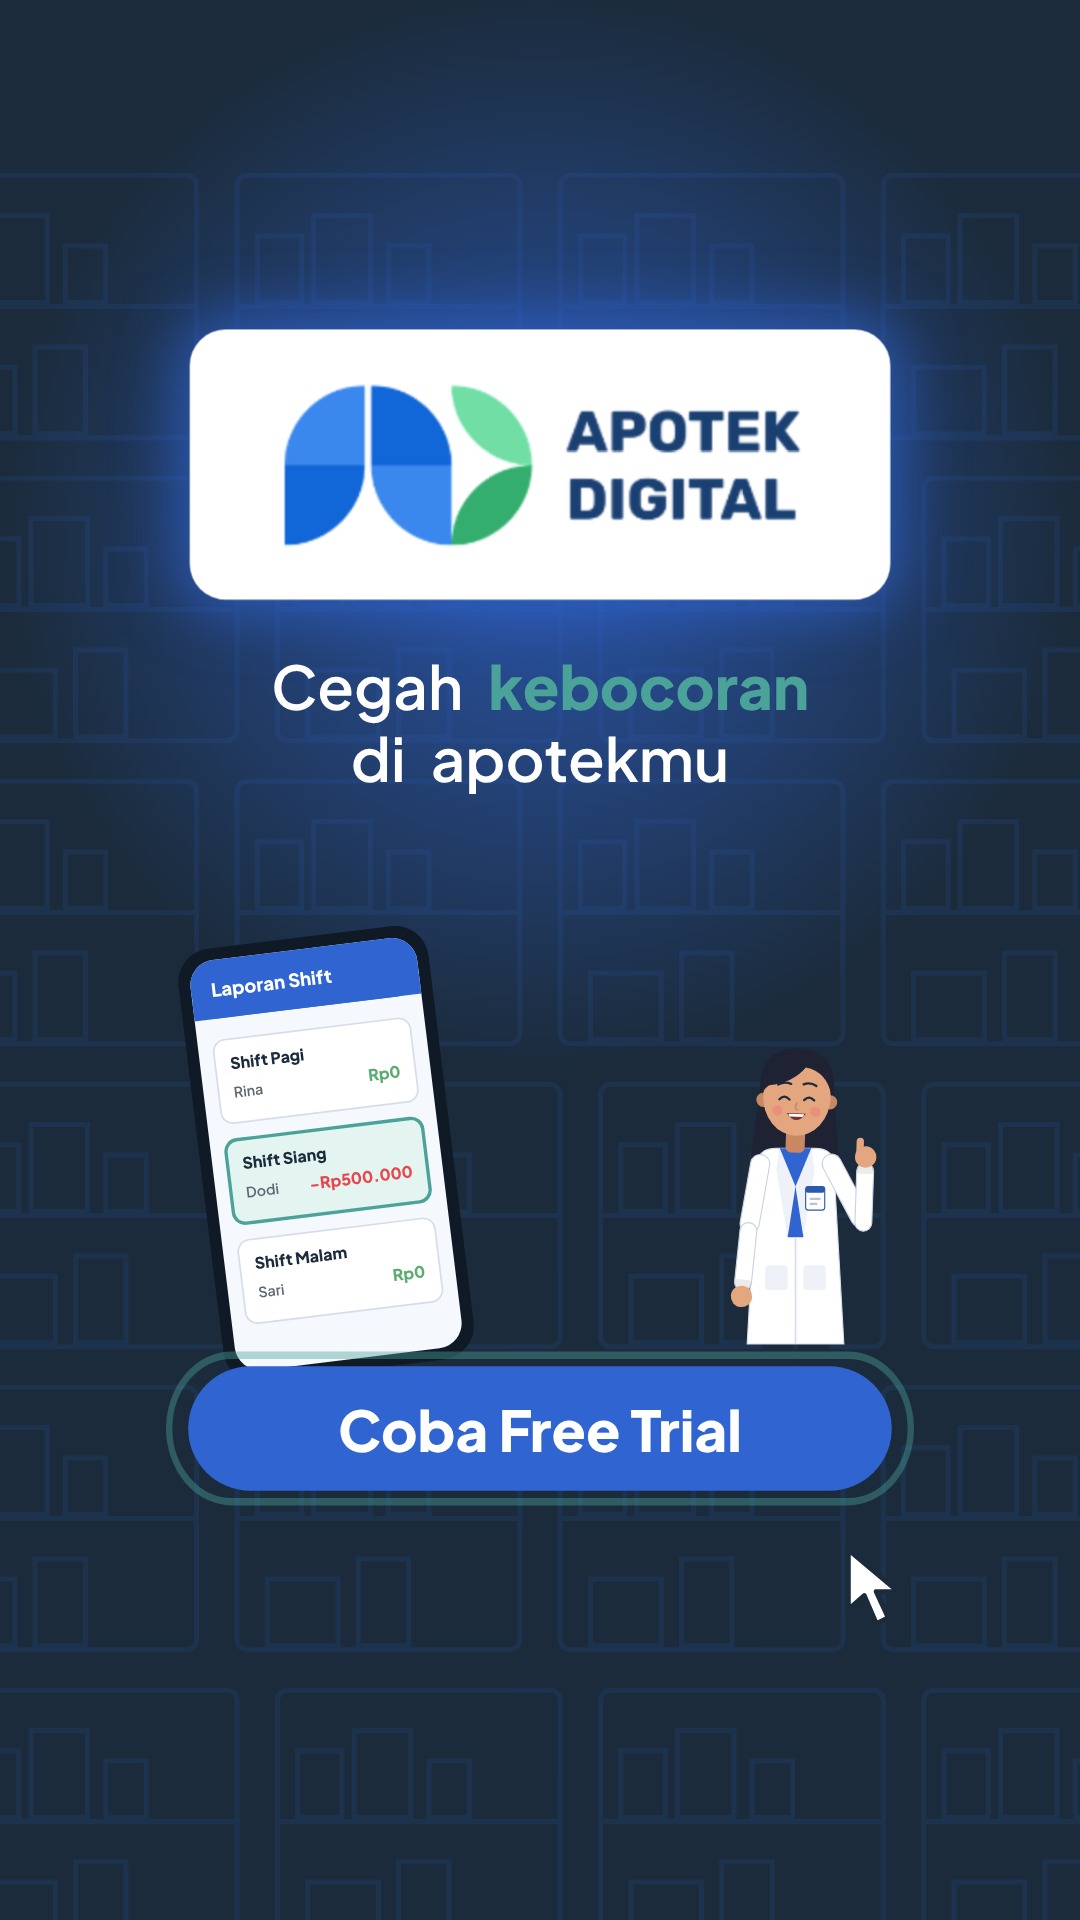 APOTEK
DIGITAL
Cegah kebocoran
di apotekmu
Laporan Shift
Shift Pagi
Rina Rp0
Shift Siang
Dodi -Rp500.000
Shift Malam
Sari Rp0
Coba Free Trial